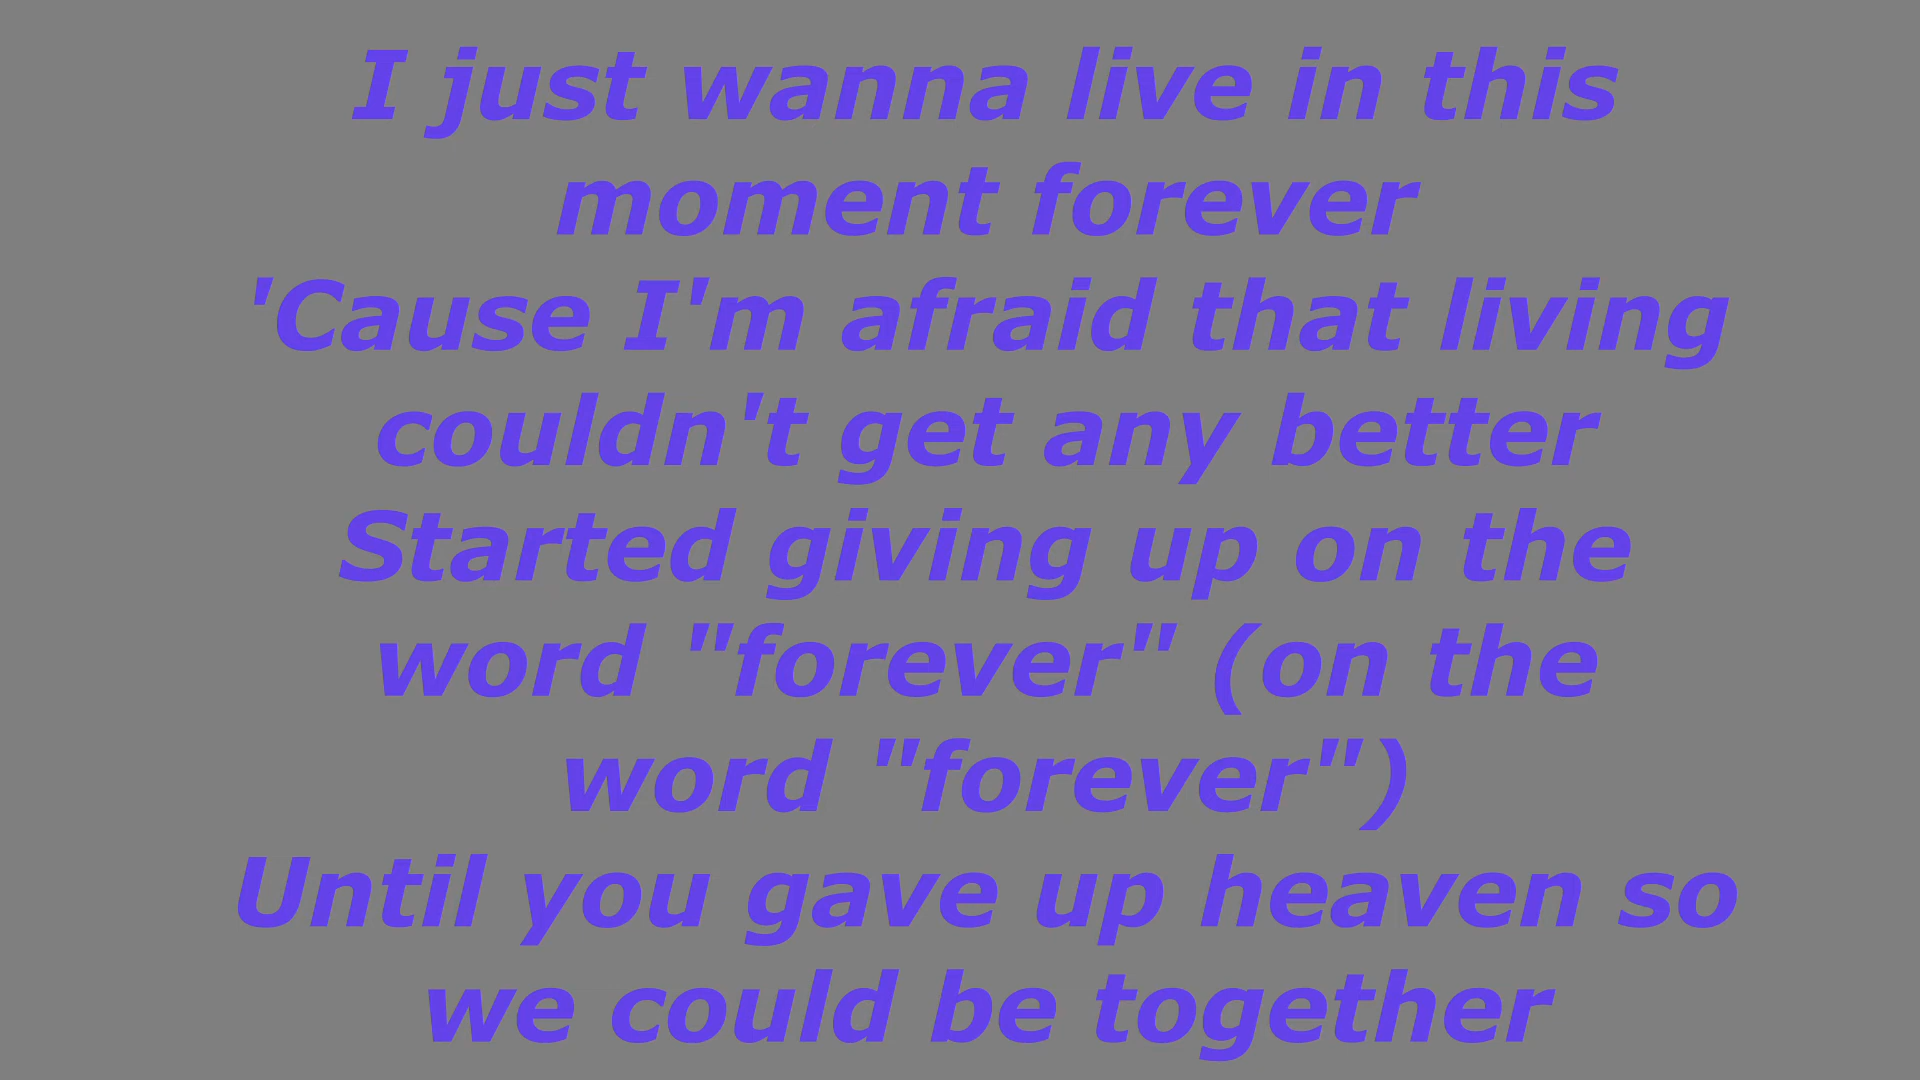 I just wanna live in this
moment forever
'Cause I'm afraid that living
couldn't get any better
Started giving up on the
word "forever" (on the
word "forever")
Until you gave up heaven so
we could be together